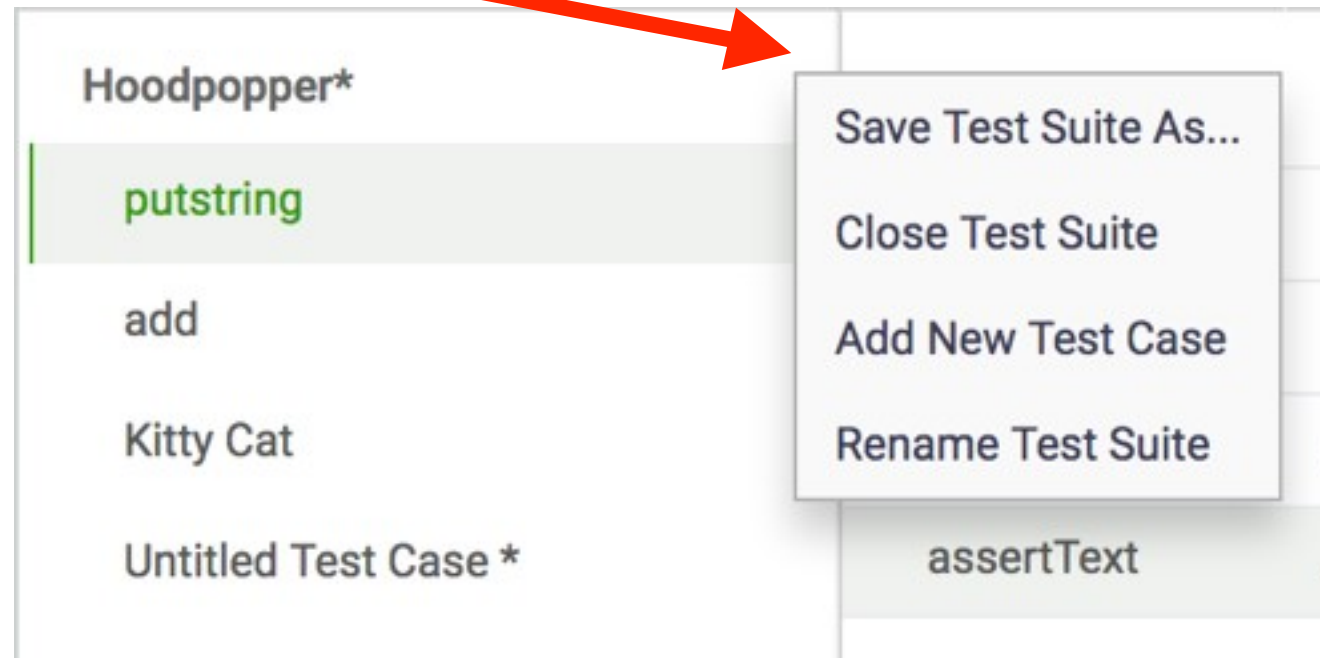 Hoodpopper*
putstring
add
Kitty Cat
Untitled Test Case *
Save Test Suite As...
Close Test Suite
Add New Test Case
Rename Test Suite
assertText